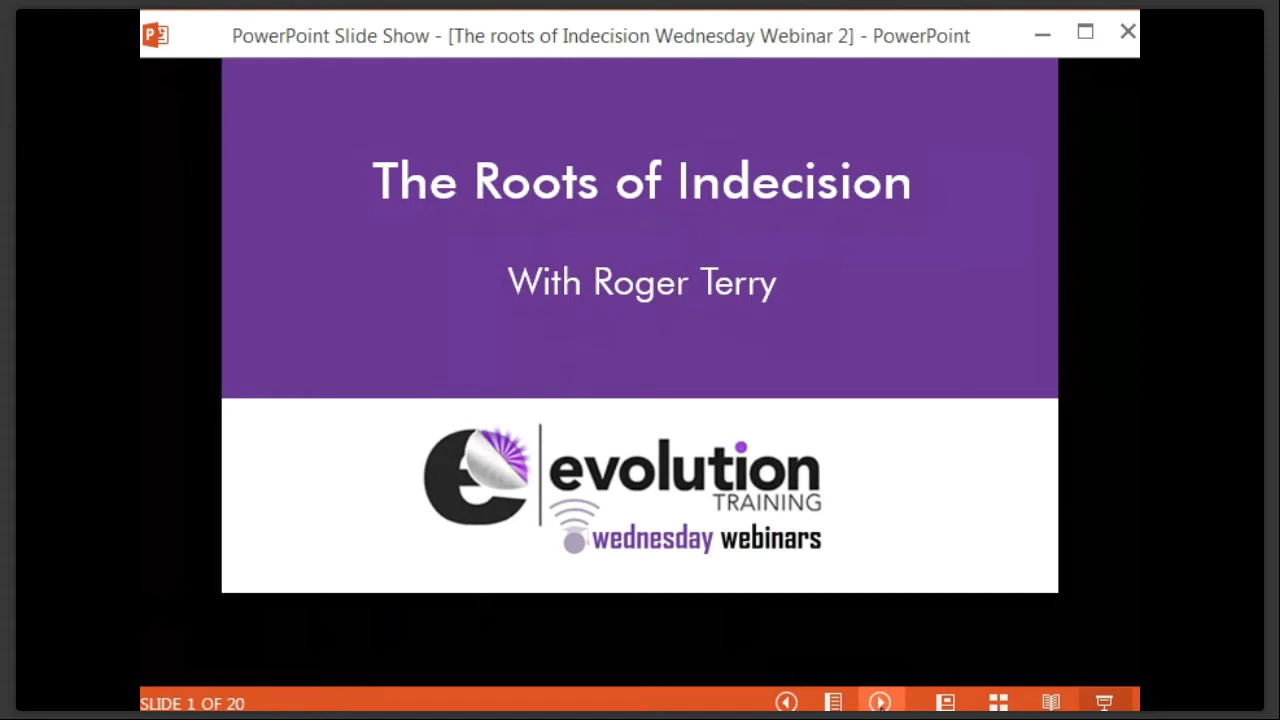 PowerPoint Slide Show - [The roots of Indecision Wednesday Webinar 2] - PowerPoint
The Roots of Indecision
With Roger Terry
evolution
TRAINING
wednesday webinars
SLIDE 1 OF 20